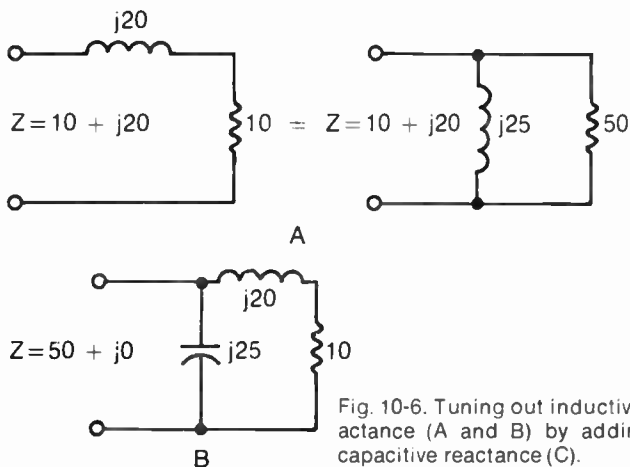 j20
Z = 10 + j20
10
=
Z = 10 + j20
j25
50
A
j20
Z = 50 + j0
j25
10
B
Fig. 10-6. Tuning out inductiv
actance (A and B) by addin
capacitive reactance (C).